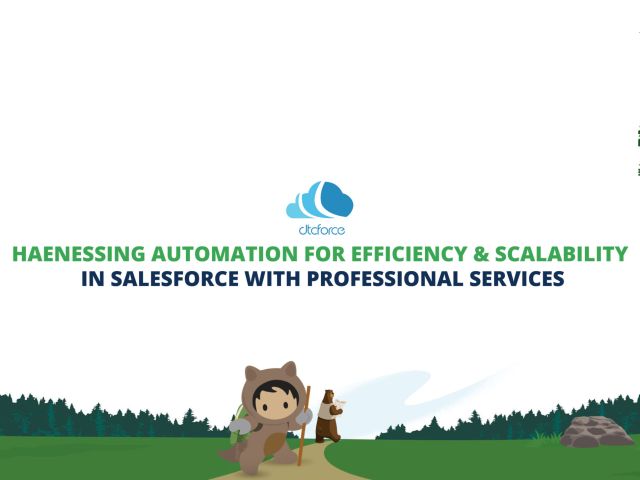 dtcforce
HAENESSING AUTOMATION FOR EFFICIENCY & SCALABILITY
IN SALESFORCE WITH PROFESSIONAL SERVICES